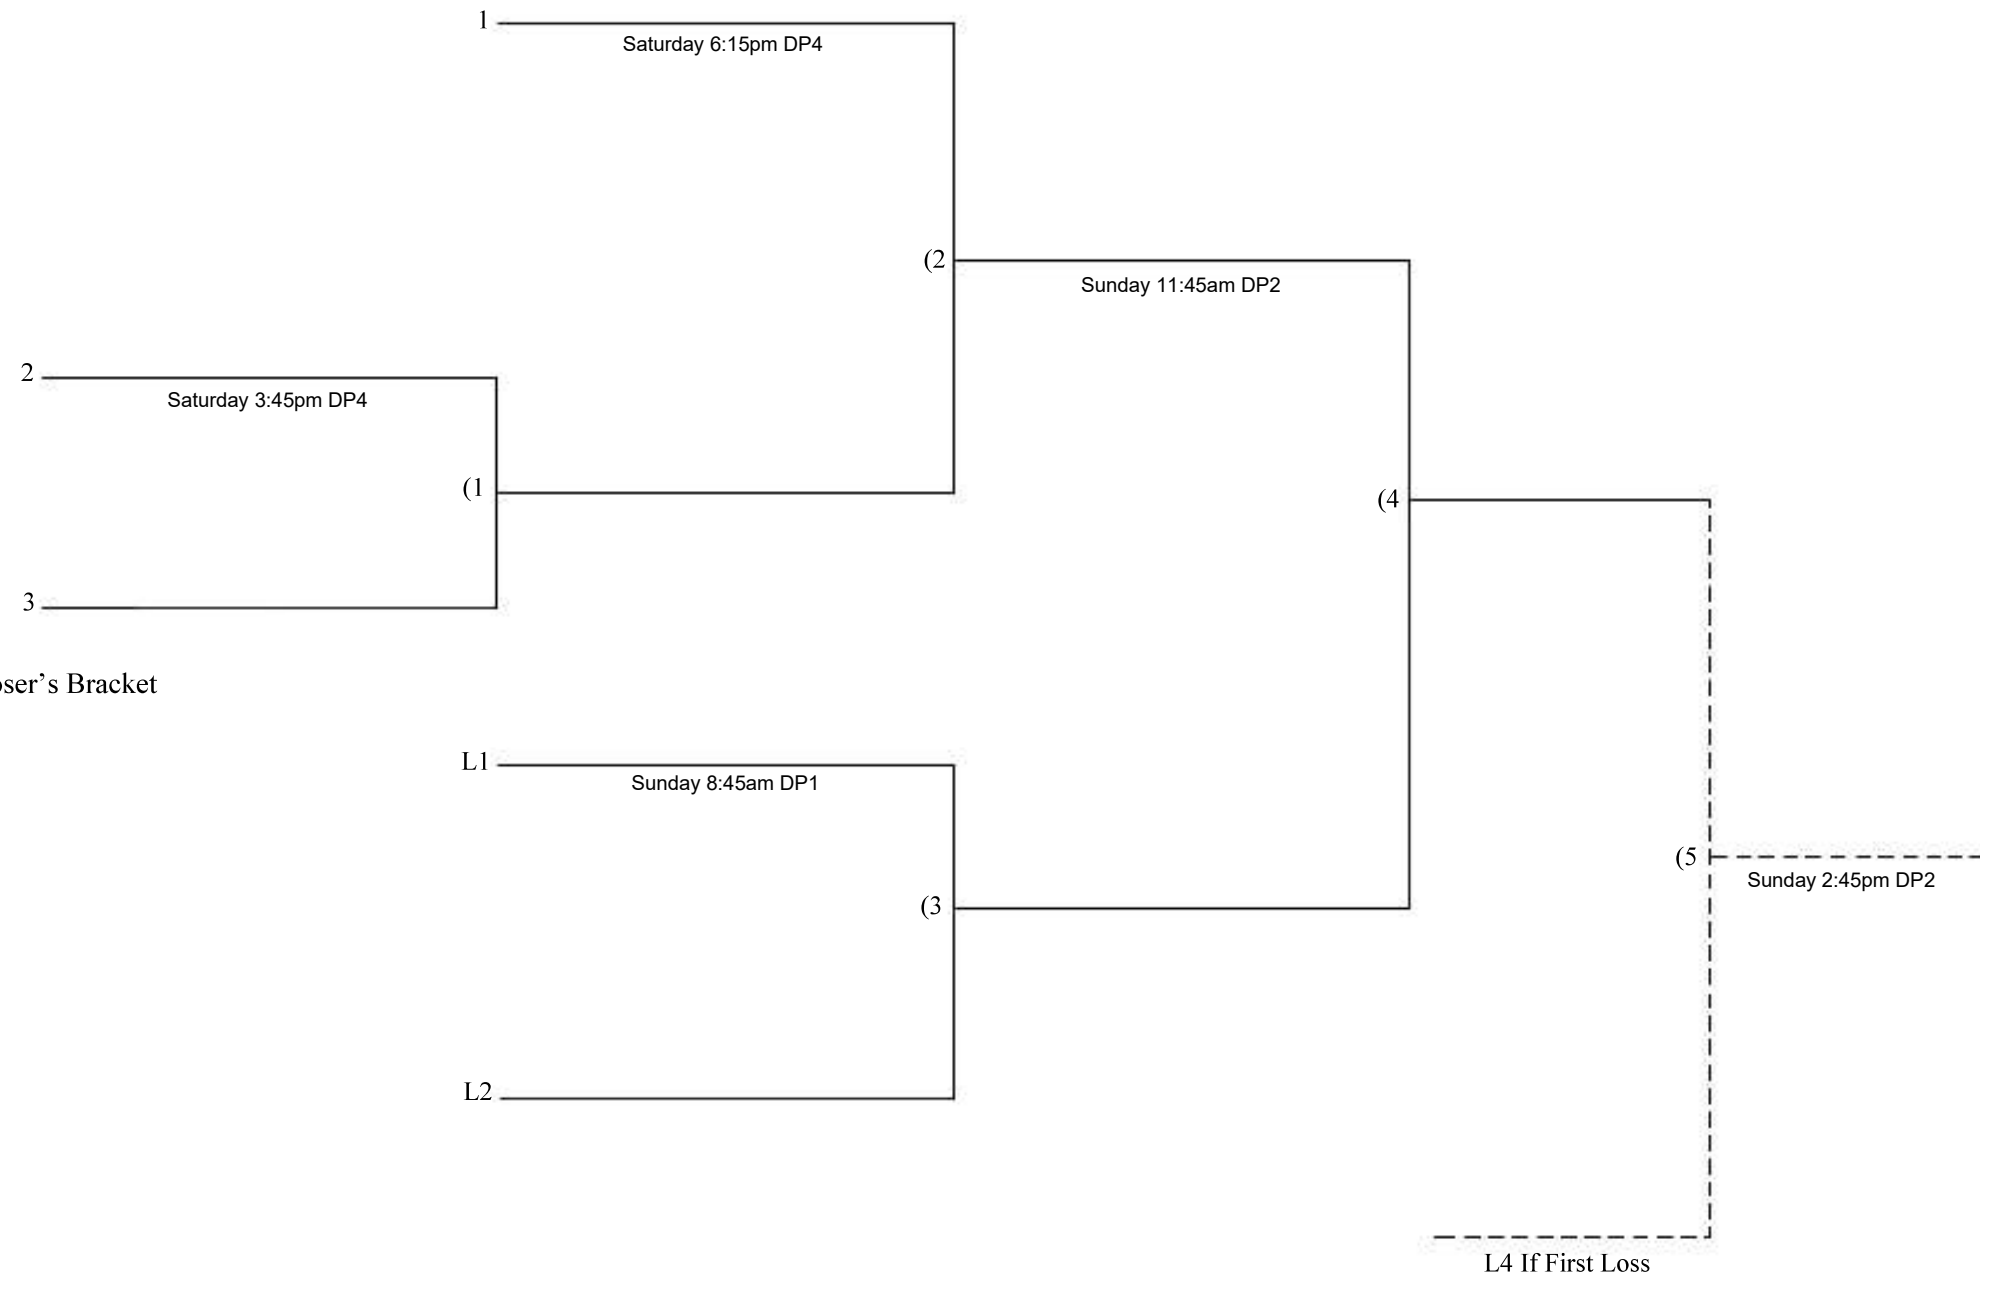 1
Saturday 6:15pm DP4
(2
Sunday 11:45am DP2
2
Saturday 3:45pm DP4
(1
(4
3
oser’s Bracket
L1
Sunday 8:45am DP1
(5
Sunday 2:45pm DP2
(3
L2
L4 If First Loss